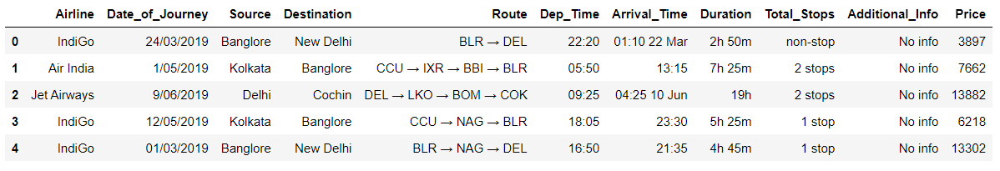 Airline Date_of_Journey Source Destination Route Dep_Time Arrival_Time Duration Total_Stops Additional_Info Price
0 IndiGo 24/03/2019 Banglore New Delhi BLR → DEL 22:20 01:10 22 Mar 2h 50m non-stop No info 3897
1 Air India 1/05/2019 Kolkata Banglore CCU → IXR → BBI → BLR 05:50 13:15 7h 25m 2 stops No info 7662
2 Jet Airways 9/06/2019 Delhi Cochin DEL → LKO → BOM → COK 09:25 04:25 10 Jun 19h 2 stops No info 13882
3 IndiGo 12/05/2019 Kolkata Banglore CCU → NAG → BLR 18:05 23:30 5h 25m 1 stop No info 6218
4 IndiGo 01/03/2019 Banglore New Delhi BLR → NAG → DEL 16:50 21:35 4h 45m 1 stop No info 13302